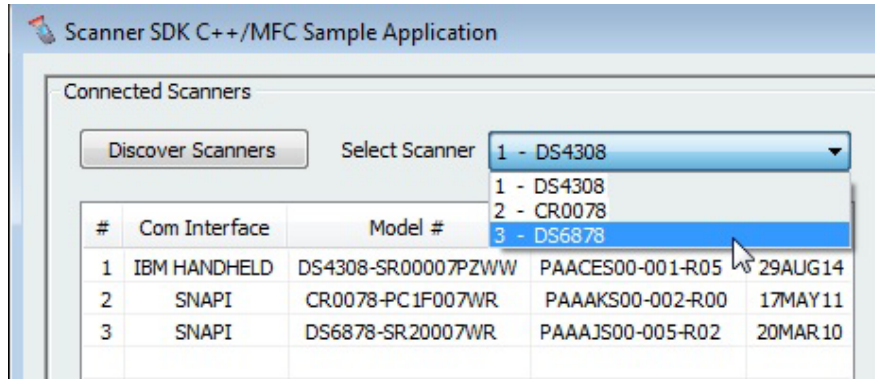 Scanner SDK C++/MFC Sample Application
Connected Scanners
Discover Scanners Select Scanner 1 - DS4308
1 - DS4308
2 - CR0078
3 - DS6878
# Com Interface Model #
1 IBM HANDHELD DS4308-SR00007PZWW PAACES00-001-R05 29AUG14
2 SNAPI CR0078-PC1F007WR PAAAKS00-002-R00 17MAY11
3 SNAPI DS6878-SR20007WR PAAAJS00-005-R02 20MAR10